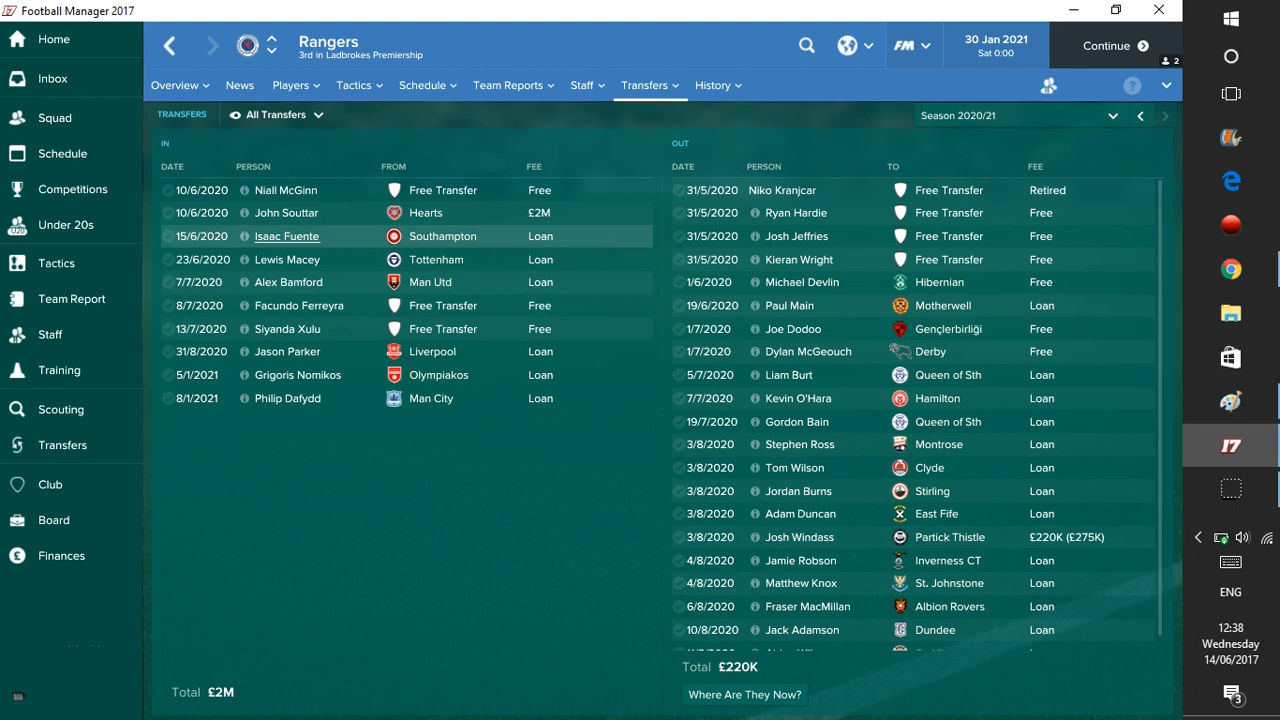 Football Manager 2017
Home
Inbox
Squad
Schedule
Competitions
Under 20s
U20
Tactics
Team Report
Staff
Training
Scouting
Transfers
Club
Board
Finances
Rangers
3rd in Ladbrokes Premiership
FM
30 Jan 2021
Sat 0:00
Continue
2
Overview News Players Tactics Schedule Team Reports Staff Transfers History
TRANSFERS All Transfers Season 2020/21
IN
DATE PERSON FROM FEE
10/6/2020 Niall McGinn Free Transfer Free
10/6/2020 John Souttar Hearts £2M
15/6/2020 Isaac Fuente Southampton Loan
23/6/2020 Lewis Macey Tottenham Loan
7/7/2020 Alex Bamford Man Utd Loan
8/7/2020 Facundo Ferreyra Free Transfer Free
13/7/2020 Siyanda Xulu Free Transfer Free
31/8/2020 Jason Parker Liverpool Loan
5/1/2021 Grigoris Nomikos Olympiakos Loan
8/1/2021 Philip Dafydd Man City Loan
Total £2M
OUT
DATE PERSON TO FEE
31/5/2020 Niko Kranjcar Free Transfer Retired
31/5/2020 Ryan Hardie Free Transfer Free
31/5/2020 Josh Jeffries Free Transfer Free
31/5/2020 Kieran Wright Free Transfer Free
1/6/2020 Michael Devlin Hibernian Free
19/6/2020 Paul Main Motherwell Loan
1/7/2020 Joe Dodoo Gençlerbirliği Free
1/7/2020 Dylan McGeouch Derby Free
5/7/2020 Liam Burt Queen of Sth Loan
7/7/2020 Kevin O'Hara Hamilton Loan
19/7/2020 Gordon Bain Queen of Sth Loan
3/8/2020 Stephen Ross Montrose Loan
3/8/2020 Tom Wilson Clyde Loan
3/8/2020 Jordan Burns Stirling Loan
3/8/2020 Adam Duncan East Fife Loan
3/8/2020 Josh Windass Partick Thistle £220K (£275K)
4/8/2020 Jamie Robson Inverness CT Loan
4/8/2020 Matthew Knox St. Johnstone Loan
6/8/2020 Fraser MacMillan Albion Rovers Loan
10/8/2020 Jack Adamson Dundee Loan
Total £220K
Where Are They Now?
17
ENG
12:38
Wednesday
14/06/2017
3